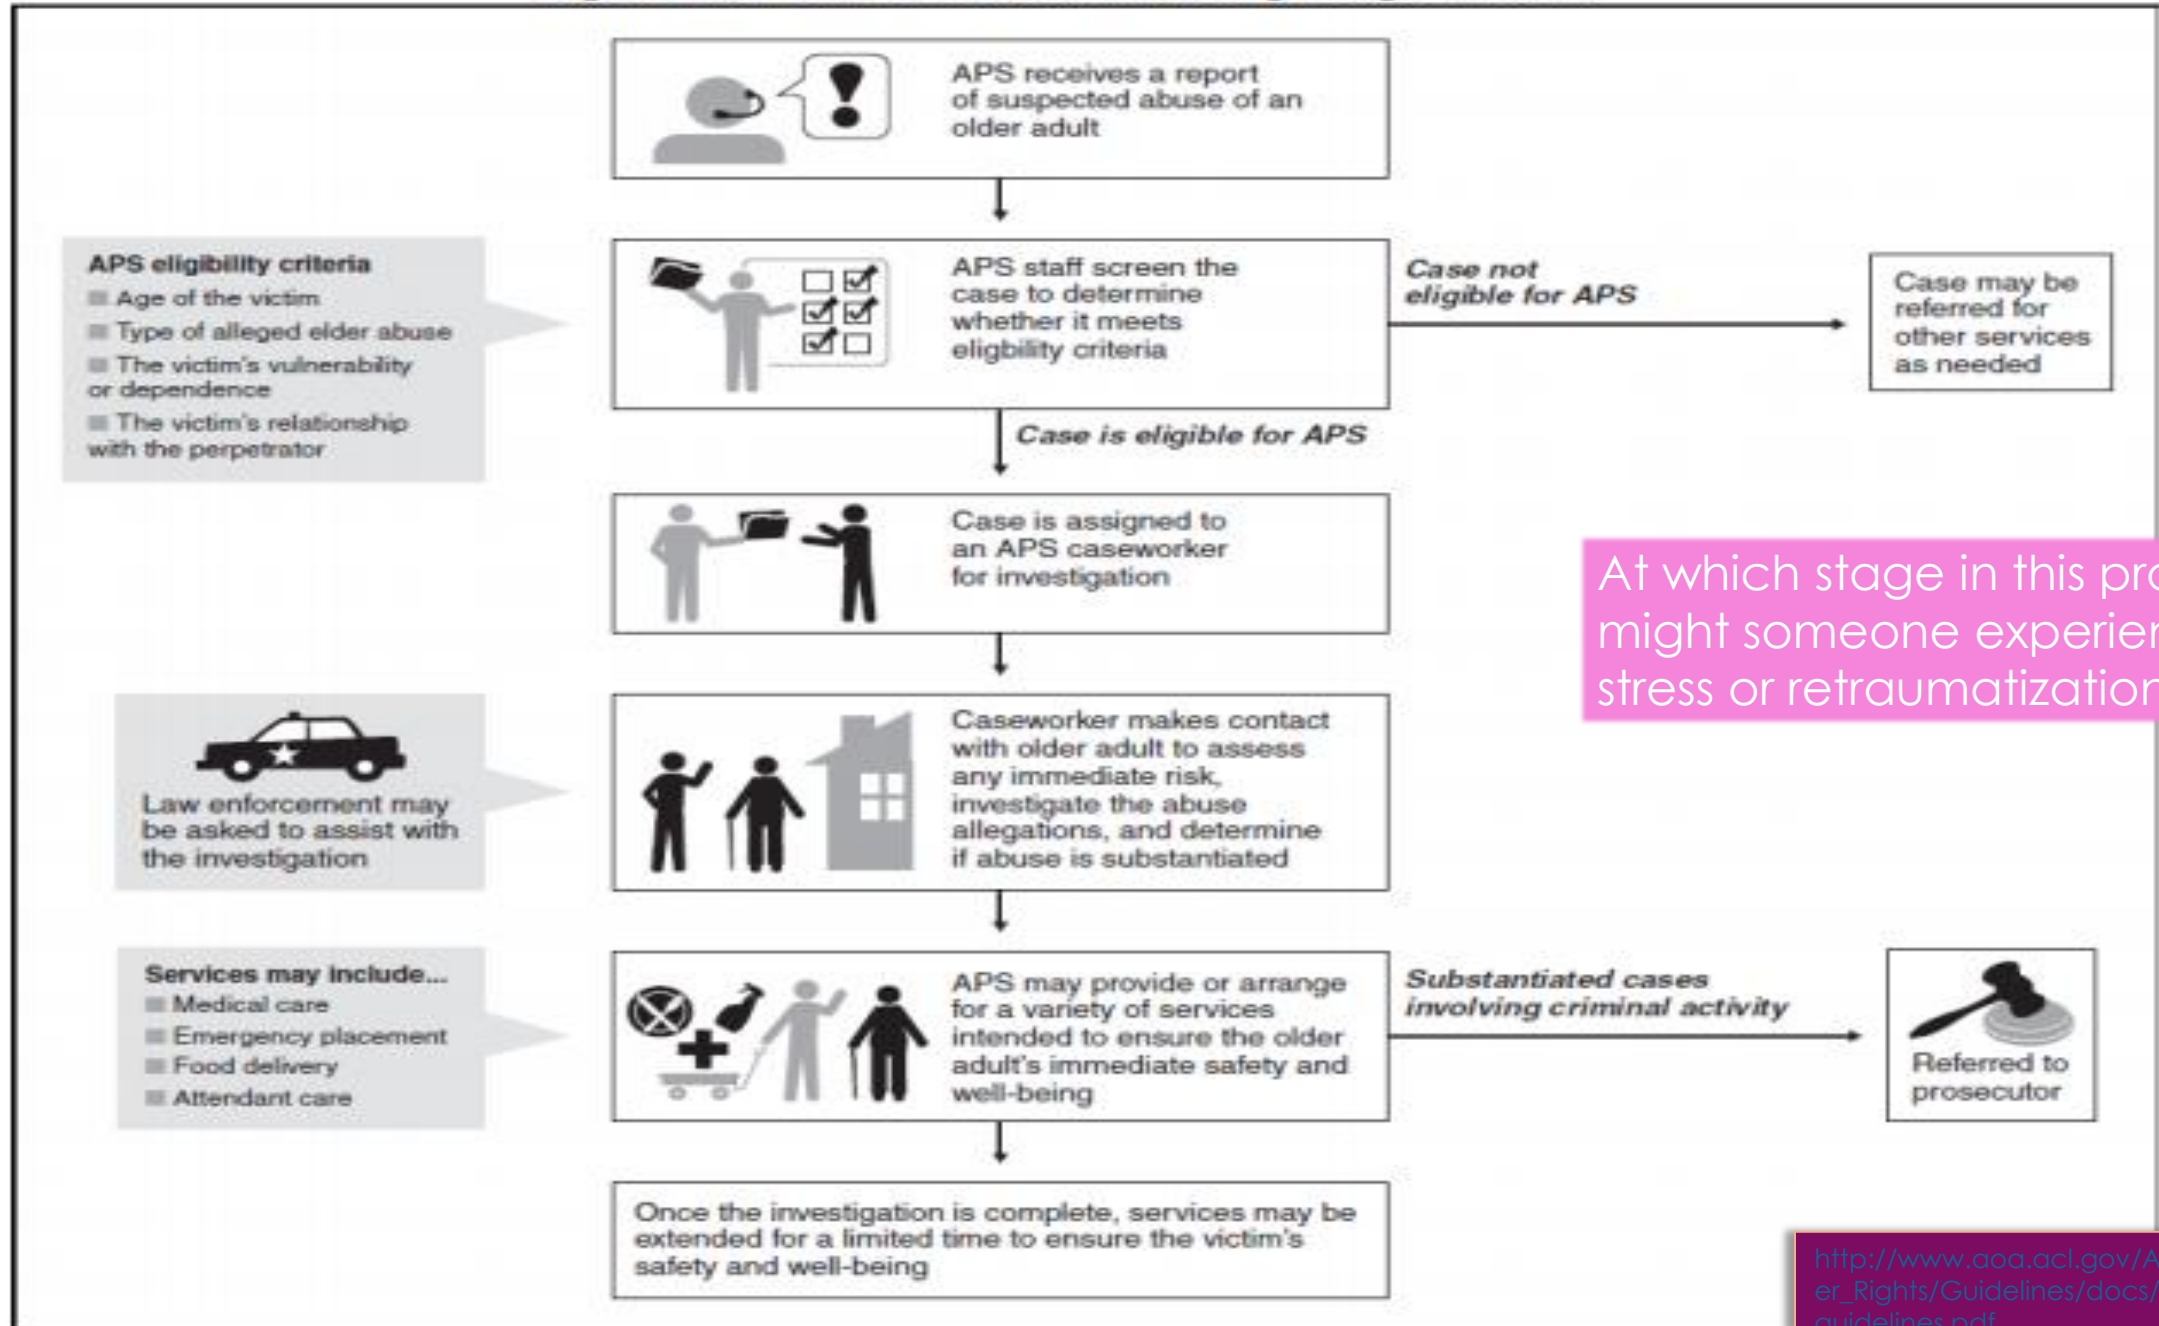 APS receives a report
of suspected abuse of an
older adult
APS eligibility criteria
Age of the victim
Type of alleged elder abuse
The victim's vulnerability
or dependence
The victim's relationship
with the perpetrator
APS staff screen the
case to determine
whether it meets
eligbility criteria
Case not
eligible for APS
Case may be
referred for
other services
as needed
Case is eligible for APS
Case is assigned to
an APS caseworker
for investigation
At which stage in this pro
might someone experien
stress or retraumatization
Law enforcement may
be asked to assist with
the investigation
Caseworker makes contact
with older adult to assess
any immediate risk,
investigate the abuse
allegations, and determine
if abuse is substantiated
Services may include...
Medical care
Emergency placement
Food delivery
Attendant care
APS may provide or arrange
for a variety of services
intended to ensure the older
adult's immediate safety and
well-being
Substantiated cases
involving criminal activity
Referred to
prosecutor
Once the investigation is complete, services may be
extended for a limited time to ensure the victim's
safety and well-being
http://www.aoa.acl.gov/A
er_Rights/Guidelines/docs/
guidelines.pdf